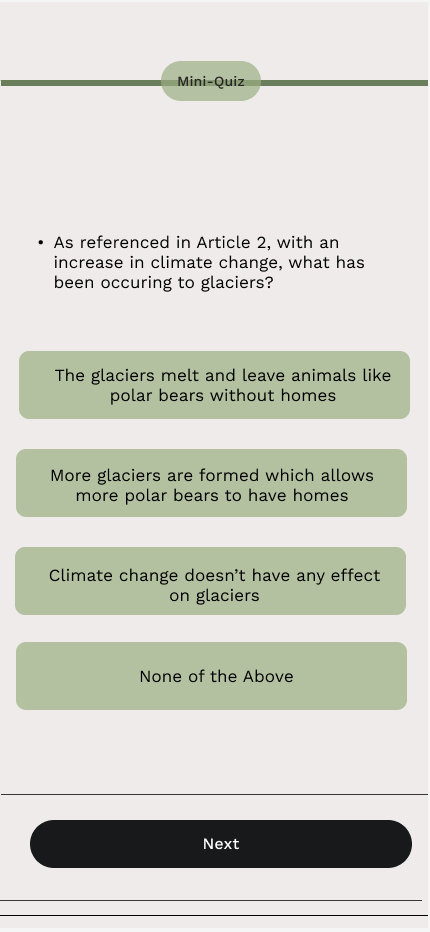 Mini-Quiz
• As referenced in Article 2, with an
increase in climate change, what has
been occuring to glaciers?
The glaciers melt and leave animals like
polar bears without homes
More glaciers are formed which allows
more polar bears to have homes
Climate change doesn’t have any effect
on glaciers
None of the Above
Next